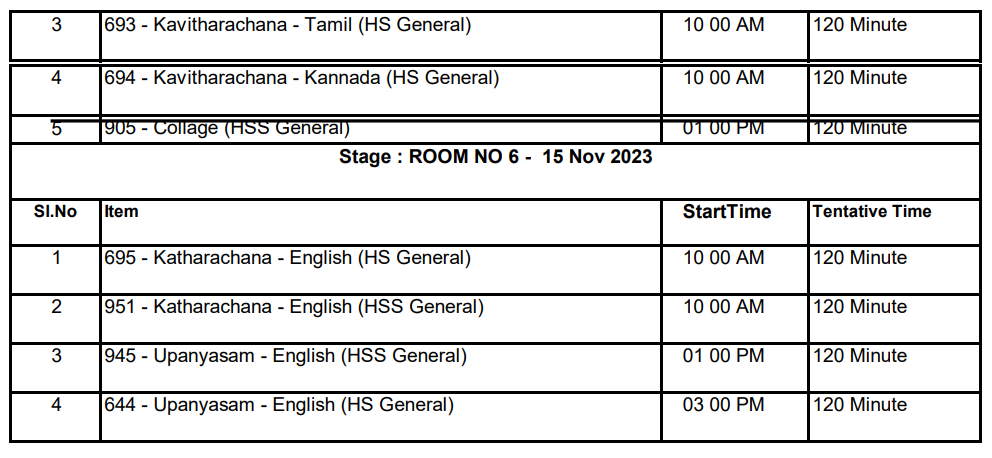 3 693 - Kavitharachana - Tamil (HS General) 10 00 AM 120 Minute
4 694 - Kavitharachana - Kannada (HS General) 10 00 AM 120 Minute
5 905 - Collage (HSS General) 01 00 PM 120 Minute
Stage : ROOM NO 6 - 15 Nov 2023
Sl.No Item StartTime Tentative Time
1 695 - Katharachana - English (HS General) 10 00 AM 120 Minute
2 951 - Katharachana - English (HSS General) 10 00 AM 120 Minute
3 945 - Upanyasam - English (HSS General) 01 00 PM 120 Minute
4 644 - Upanyasam - English (HS General) 03 00 PM 120 Minute